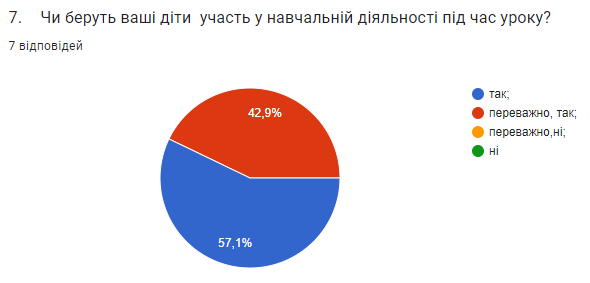 7. Чи беруть ваші діти участь у навчальній діяльності під час уроку?
7 відповідей
42,9%
57,1%
так;
переважно, так;
переважно,ні;
ні